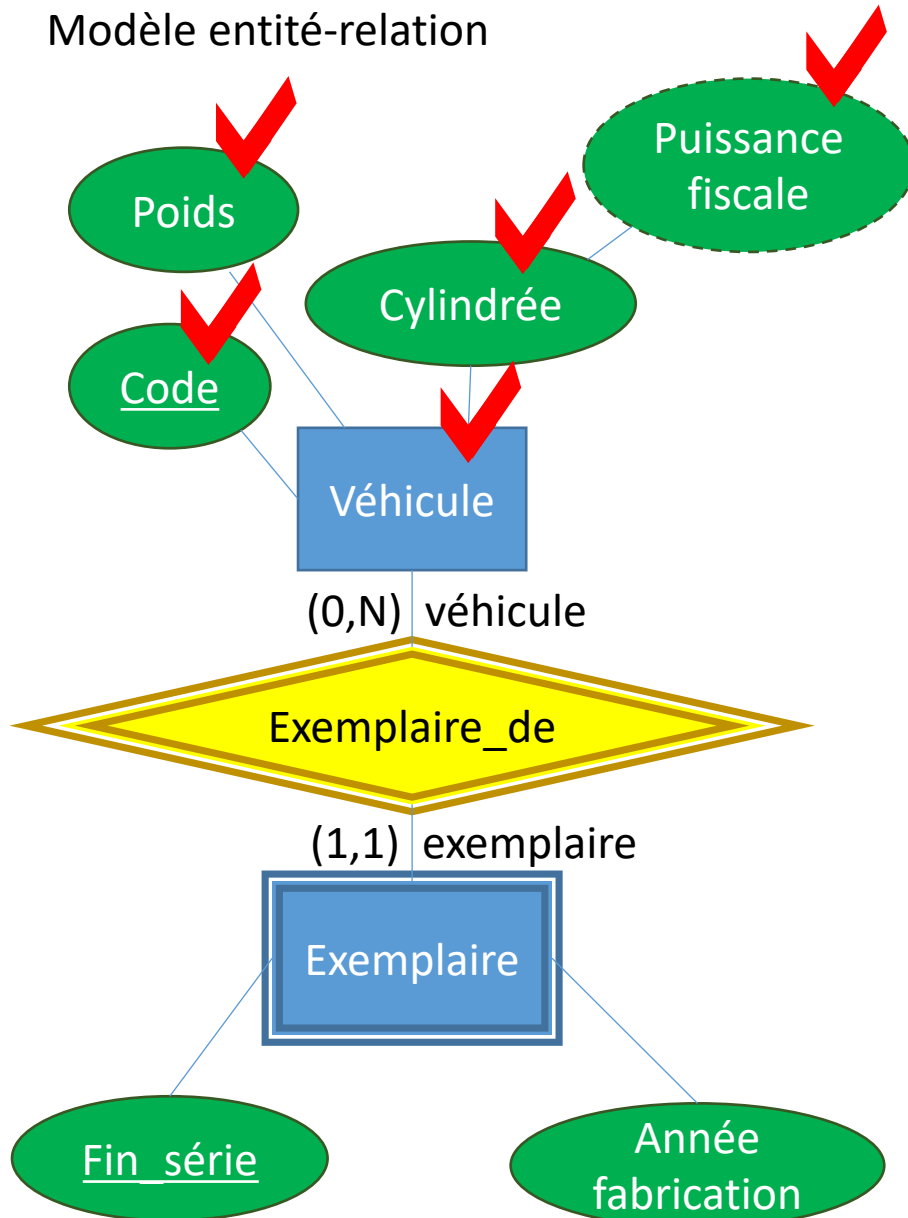 Modèle entité-relation
Puissance
fiscale
Poids
Cylindrée
Code
Véhicule
(0,N) véhicule
Exemplaire_de
(1,1) exemplaire
Exemplaire
Fin_série
Année
fabrication